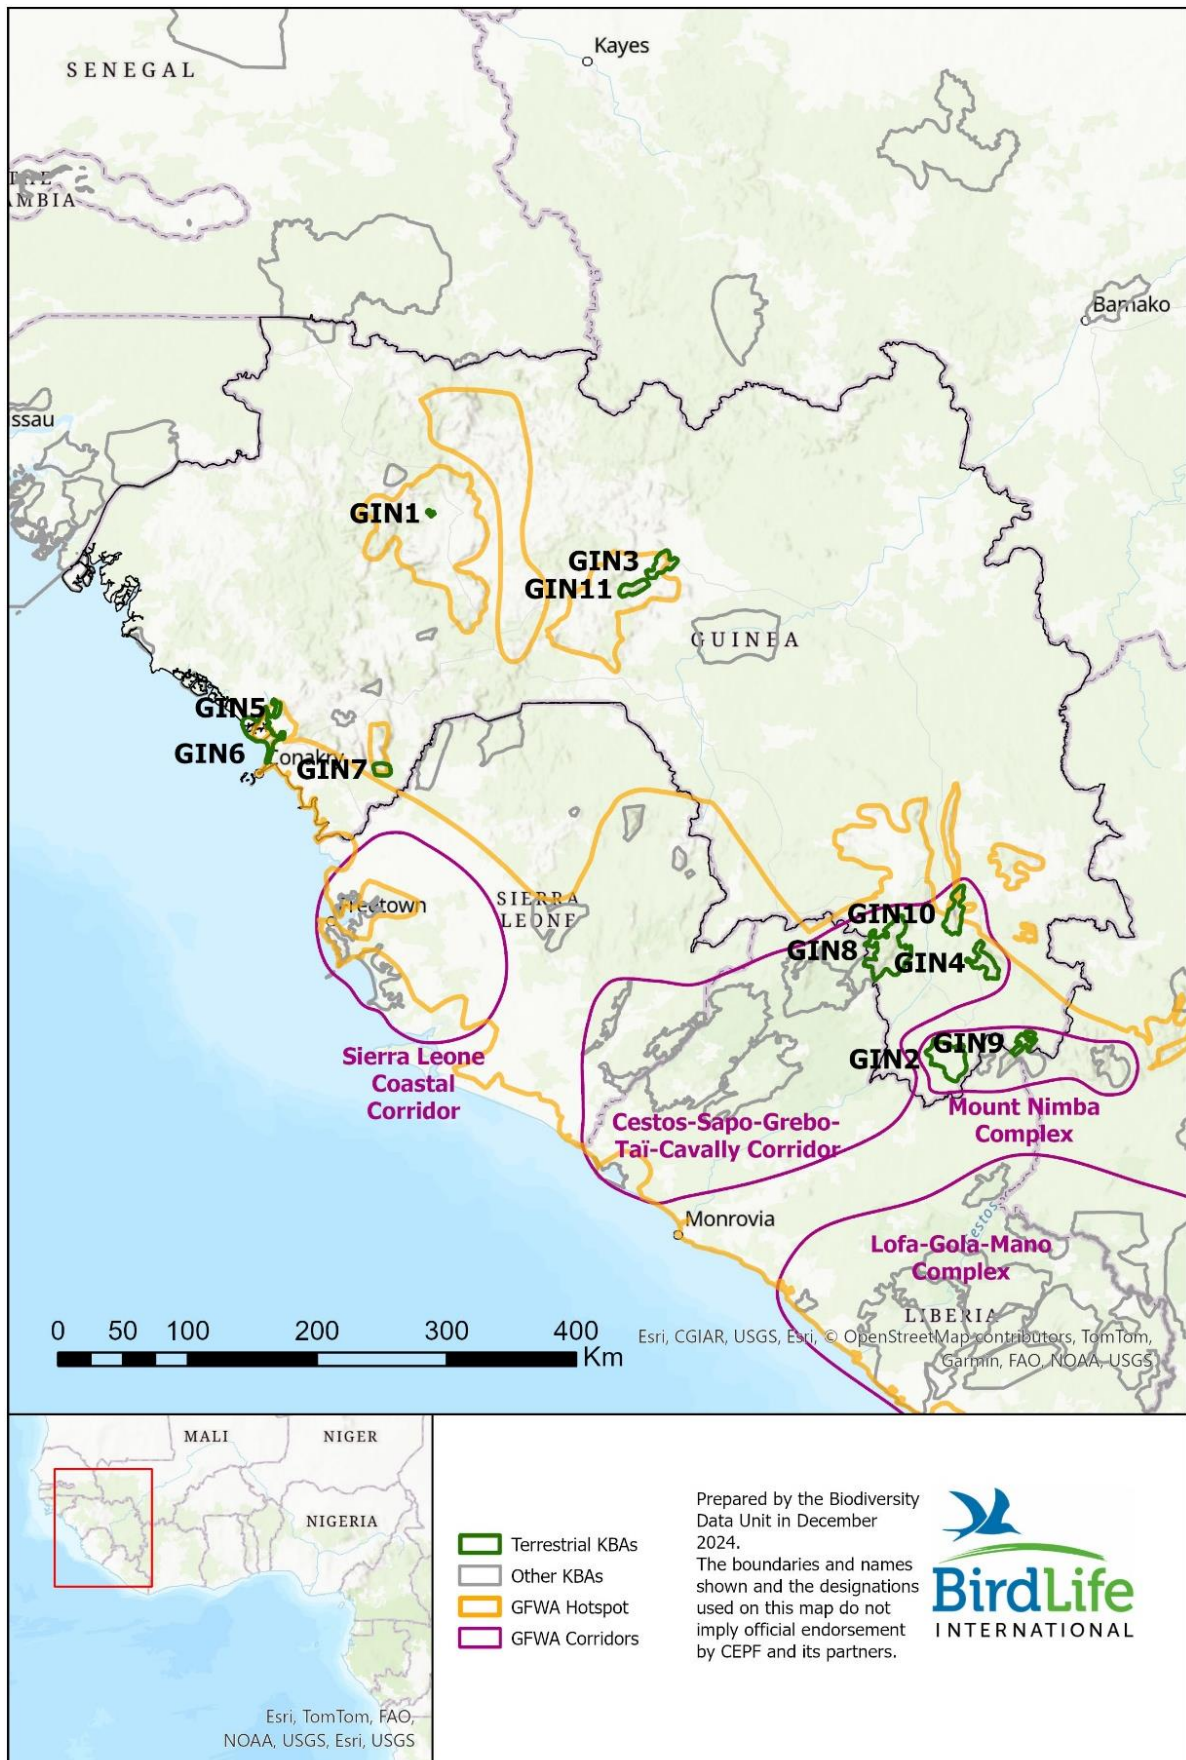 Kayes
SENEGAL
THE
AMBIA
Bamako
ssau
GIN1
GIN3
GIN11
GUINEA
GIN5
GIN6
Conakry
GIN7
Freetown
SIERRA
LEONE
GIN10
GIN8
GIN4
GIN9
GIN2
Sierra Leone
Coastal
Corridor
Mount Nimba
Complex
Cestos-Sapo-Grebo-
Taï-Cavally Corridor
Monrovia
Cestos
Lofa-Gola-Mano
Complex
LIBERIA
0 50 100 200 300 400
Km
Esri, CGIAR, USGS, Esri, © OpenStreetMap contributors, TomTom,
Garmin, FAO, NOAA, USGS
MALI NIGER
NIGERIA
Esri, TomTom, FAO,
NOAA, USGS, Esri, USGS
Terrestrial KBAs
Other KBAs
GFWA Hotspot
GFWA Corridors
Prepared by the Biodiversity
Data Unit in December
2024.
The boundaries and names
shown and the designations
used on this map do not
imply official endorsement
by CEPF and its partners.
BirdLife
INTERNATIONAL